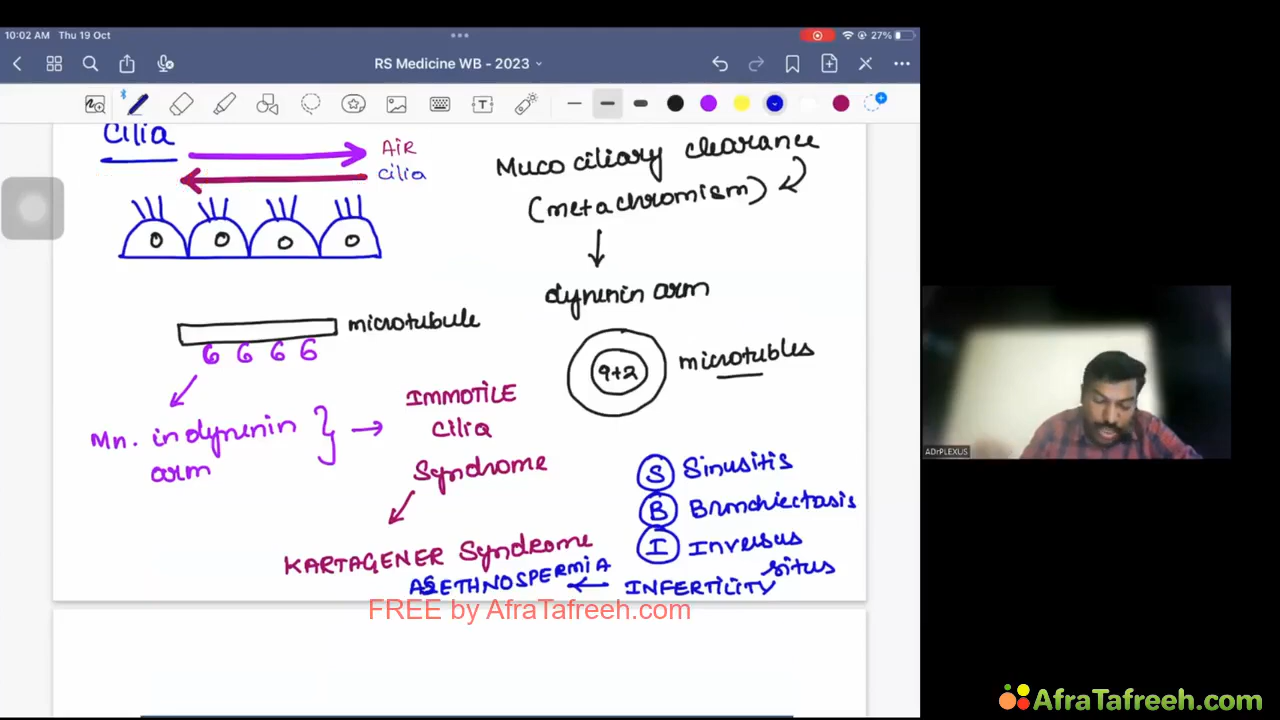 10:02 AM Thu 19 Oct
27%
RS Medicine WB - 2023
Cilia
AiR
cilia
Muco ciliary clearance
(metachromism)
dynenin arm
microtubule
6 6 6 6
9+2
microtubles
Mn. in dynenin
arm
IMMOTILE
cilia
Syndrome
KARTAGENER Syndrome
S Sinusitis
B Bronchiectasis
I Inversus
situs
INFERTILITY
ASETHNOSPERMIA
FREE by AfraTafreeh.com
ADrPLEXUS
AfraTafreeh.com